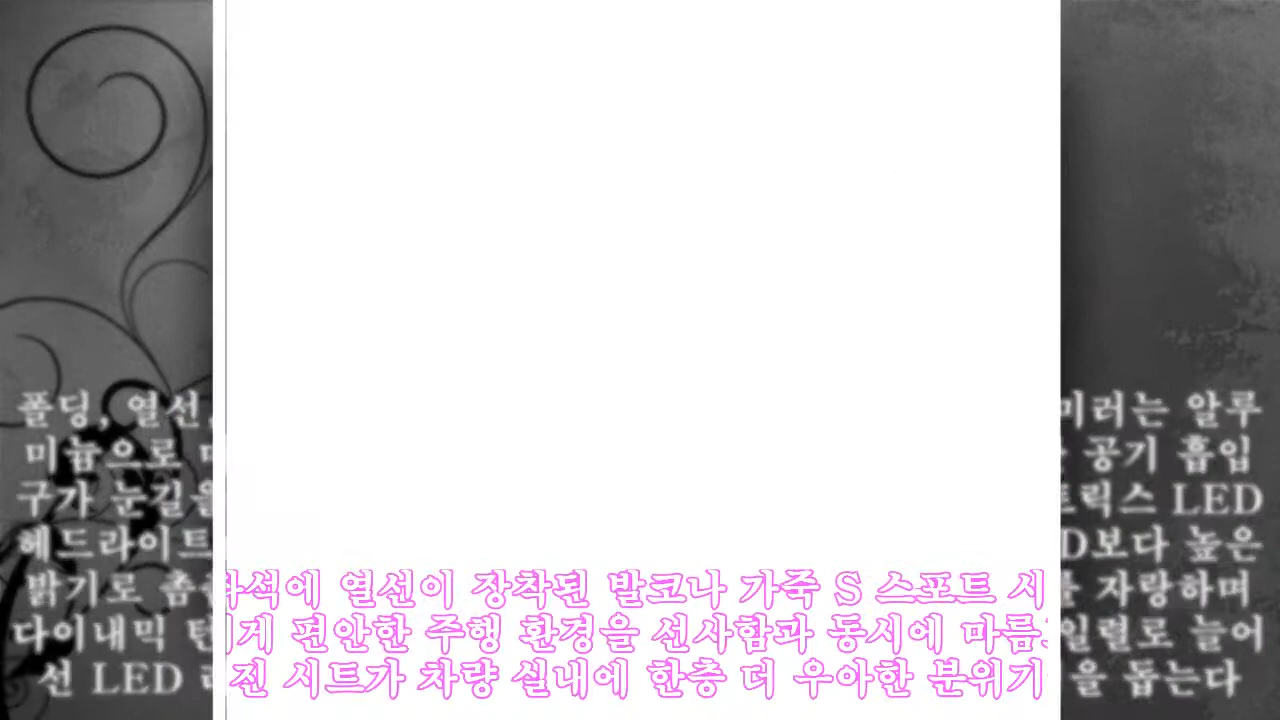 폴딩, 열선
미러는 알루
미늄으로
공기 흡입
구가 눈길을
트릭스 LED
헤드라이트
D보다 높은
밝기로
자랑하며
다이내믹 턴
일렬로 늘어
선 LED
을 돕는다
좌석에 열선이 장착된 발코나 가죽 S 스포트 시
에게 편안한 주행 환경을 선사함과 동시에 마름
진 시트가 차량 실내에 한층 더 우아한 분위기